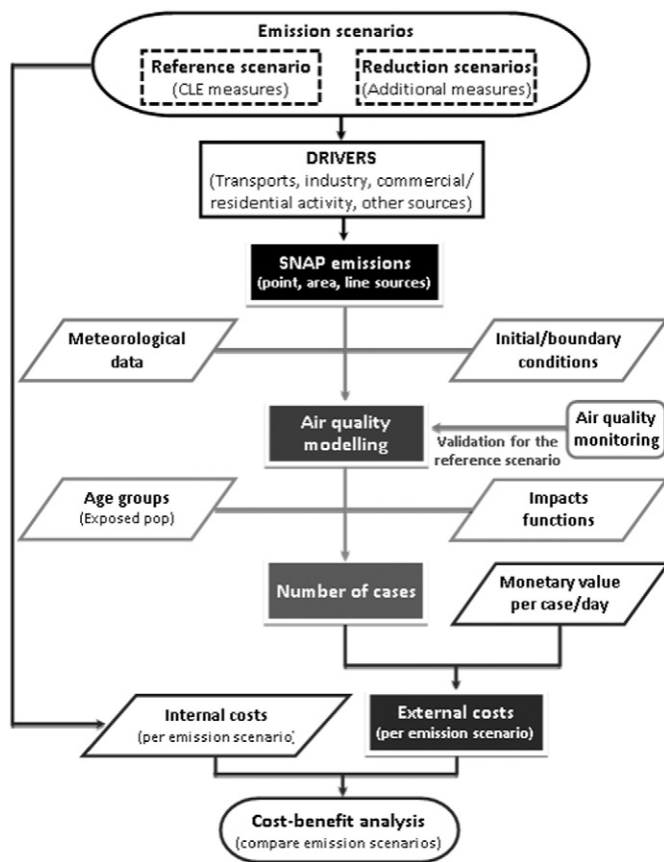 Emission scenarios
Reference scenario
(CLE measures)
Reduction scenarios
(Additional measures)
DRIVERS
(Transports, industry, commercial/
residential activity, other sources)
SNAP emissions
(point, area, line sources)
Meteorological
data
Initial/boundary
conditions
Air quality
modelling
Validation for the
reference scenario
Air quality
monitoring
Age groups
(Exposed pop)
Impacts
functions
Number of cases
Monetary value
per case/day
Internal costs
(per emission scenario)
External costs
(per emission scenario)
Cost-benefit analysis
(compare emission scenarios)